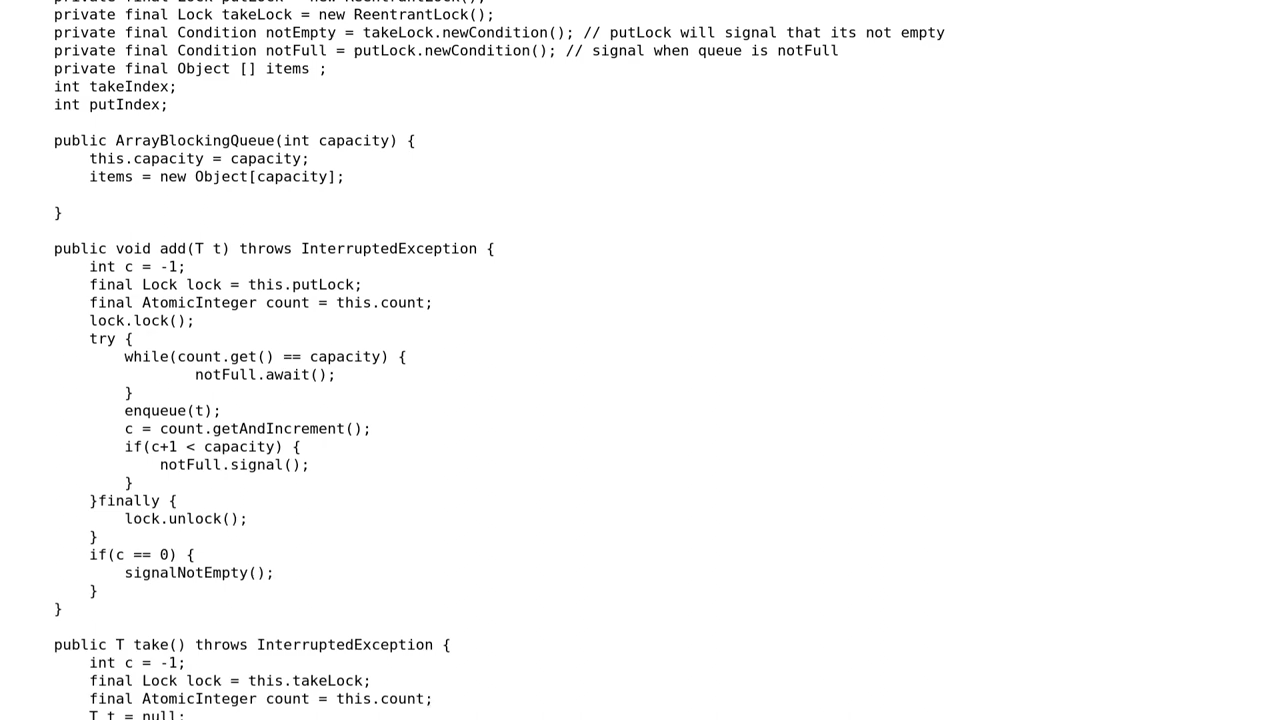 private final Lock takeLock = new ReentrantLock();
private final Condition notEmpty = takeLock.newCondition(); // putLock will signal that its not empty
private final Condition notFull = putLock.newCondition(); // signal when queue is notFull
private final Object [] items ;
int takeIndex;
int putIndex;
public ArrayBlockingQueue(int capacity) {
this.capacity = capacity;
items = new Object[capacity];
}
public void add(T t) throws InterruptedException {
int c = -1;
final Lock lock = this.putLock;
final AtomicInteger count = this.count;
lock.lock();
try {
while(count.get() == capacity) {
notFull.await();
}
enqueue(t);
c = count.getAndIncrement();
if(c+1 < capacity) {
notFull.signal();
}
}finally {
lock.unlock();
}
if(c == 0) {
signalNotEmpty();
}
}
public T take() throws InterruptedException {
int c = -1;
final Lock lock = this.takeLock;
final AtomicInteger count = this.count;
T t = null;